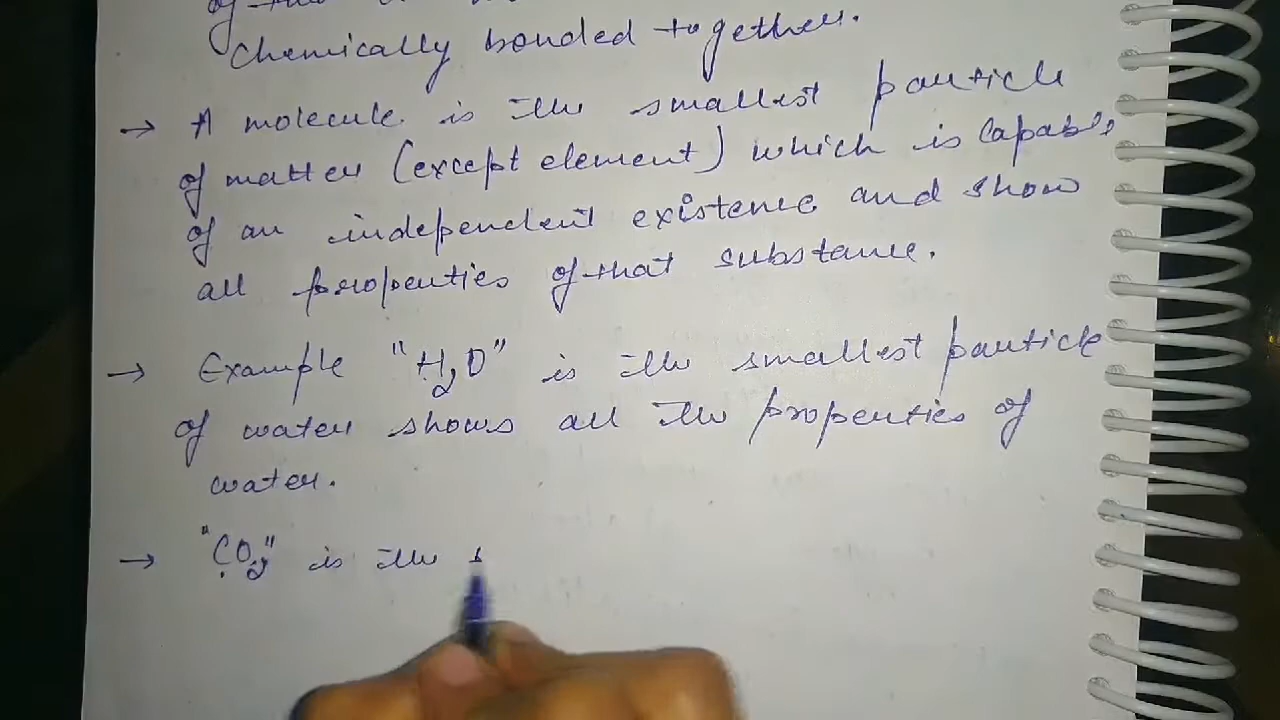 chemically bonded together.
→ A molecule is the smallest particle
of matter (except element) which is capable
of an independent existence and show
all properties of that substance.
→ Example "H₂O" is the smallest particle
of water shows all the properties of
water.
→ "CO₂" is the s